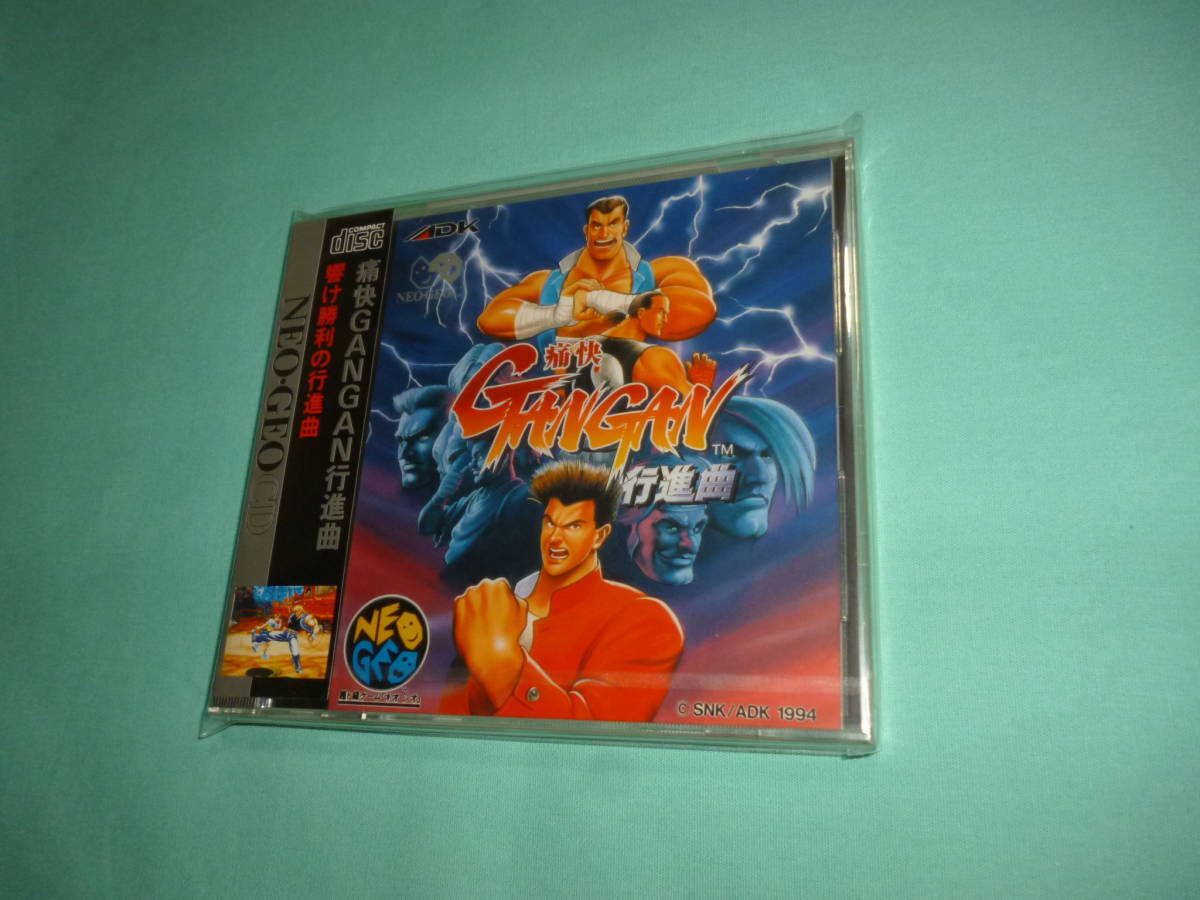 COMPACT
disc
痛快GANGAN行進曲
響け勝利の行進曲
NEO・GEO CD
ADK
NEO・GEO
痛快
GANGAN
TM
行進曲
NEO
GEO
© SNK/ADK 1994